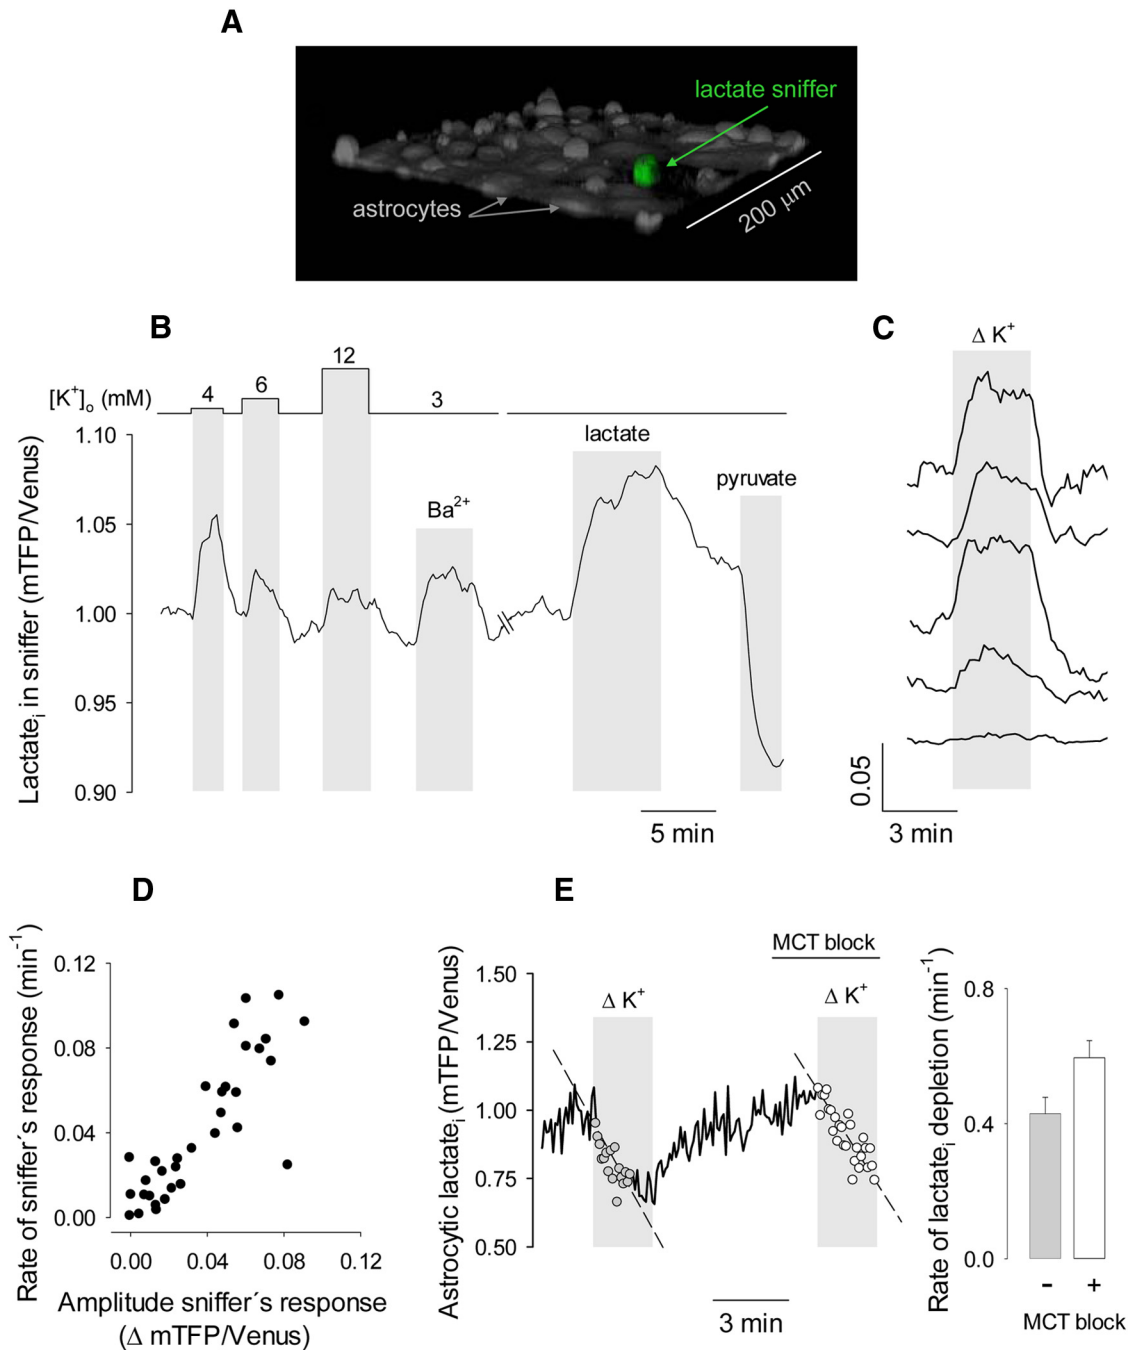 A
lactate sniffer
astrocytes
200 μm
B
[K⁺]ₒ (mM)
4
6
12
3
lactate
pyruvate
Ba²⁺
Lactateᵢ in sniffer (mTFP/Venus)
1.10
1.05
1.00
0.95
0.90
5 min
C
Δ K⁺
0.05
3 min
D
Rate of sniffer´s response (min⁻¹)
0.12
0.08
0.04
0.00
0.00 0.04 0.08 0.12
Amplitude sniffer´s response
(Δ mTFP/Venus)
E
MCT block
Δ K⁺
Δ K⁺
Astrocytic lactateᵢ (mTFP/Venus)
1.50
1.25
1.00
0.75
0.50
3 min
Rate of lactateᵢ depletion (min⁻¹)
0.8
0.4
0.0
- +
MCT block